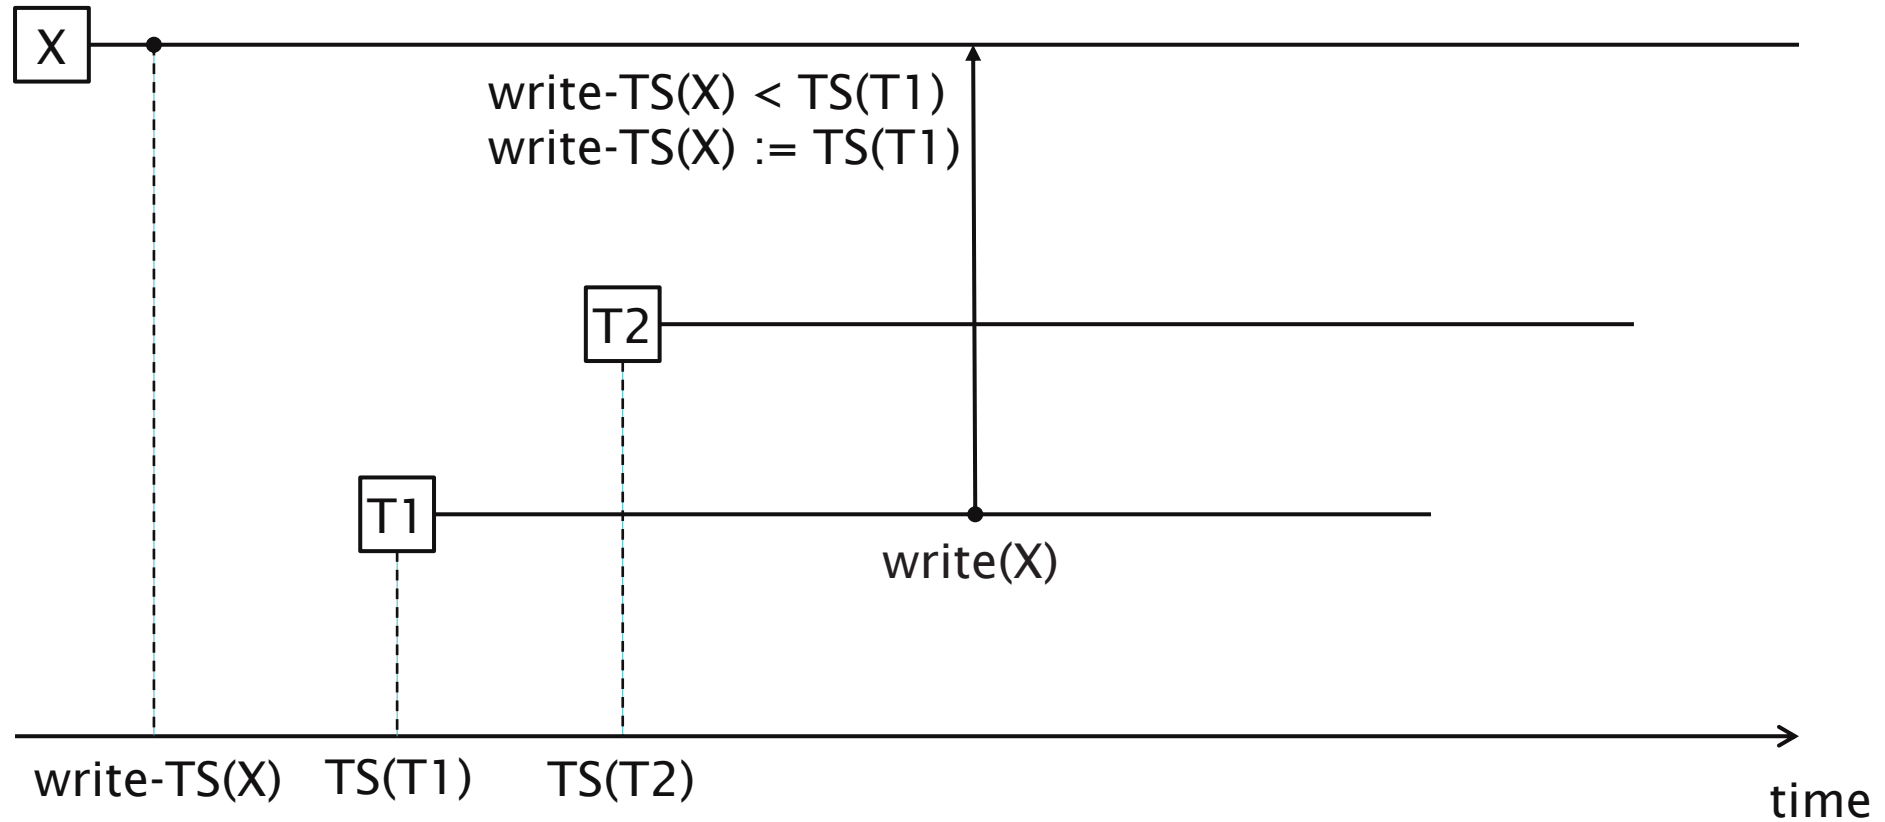 X
write-TS(X) < TS(T1)
write-TS(X) := TS(T1)
T2
T1
write(X)
write-TS(X)
TS(T1)
TS(T2)
time